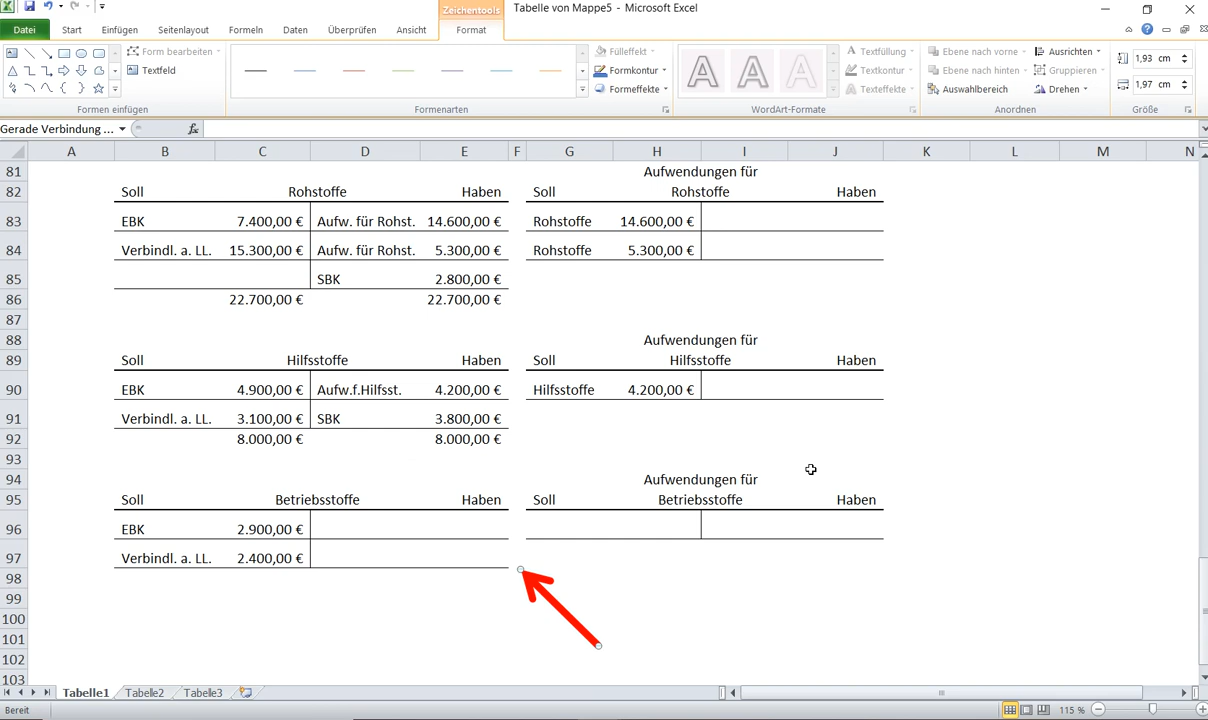 Zeichentools
Tabelle von Mappe5 - Microsoft Excel
Datei Start Einfügen Seitenlayout Formeln Daten Überprüfen Ansicht Format
Form bearbeiten
Textfeld
Formen einfügen
Fülleffekt
Formkontur
Formeffekte
Formenarten
A A A
Textfüllung
Textkontur
Texteffekte
WordArt-Formate
Ebene nach vorne
Ebene nach hinten
Auswahlbereich
Ausrichten
Gruppieren
Drehen
Anordnen
1,93 cm
1,97 cm
Größe
Gerade Verbindung ... fx
A B C D E F G H I J K L M N
81 Aufwendungen für
82 Soll Rohstoffe Haben Soll Rohstoffe Haben
83 EBK 7.400,00 € Aufw. für Rohst. 14.600,00 € Rohstoffe 14.600,00 €
84 Verbindl. a. LL. 15.300,00 € Aufw. für Rohst. 5.300,00 € Rohstoffe 5.300,00 €
85 SBK 2.800,00 €
86 22.700,00 € 22.700,00 €
87
88 Aufwendungen für
89 Soll Hilfsstoffe Haben Soll Hilfsstoffe Haben
90 EBK 4.900,00 € Aufw.f.Hilfsst. 4.200,00 € Hilfsstoffe 4.200,00 €
91 Verbindl. a. LL. 3.100,00 € SBK 3.800,00 €
92 8.000,00 € 8.000,00 €
93
94 Aufwendungen für
95 Soll Betriebsstoffe Haben Soll Betriebsstoffe Haben
96 EBK 2.900,00 €
97 Verbindl. a. LL. 2.400,00 €
98
99
100
101
102
103
Tabelle1 Tabelle2 Tabelle3
Bereit 115 %